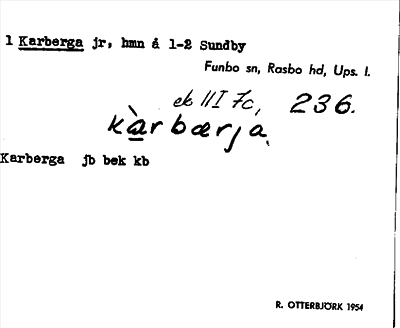 1 Karberga jr, hmn å 1-2 Sundby
Funbo sn, Rasbo hd, Ups. l.
ek 11I 7c, 236.
kàrbærja
Karberga jb bek kb
R. OTTERBJÖRK 1954